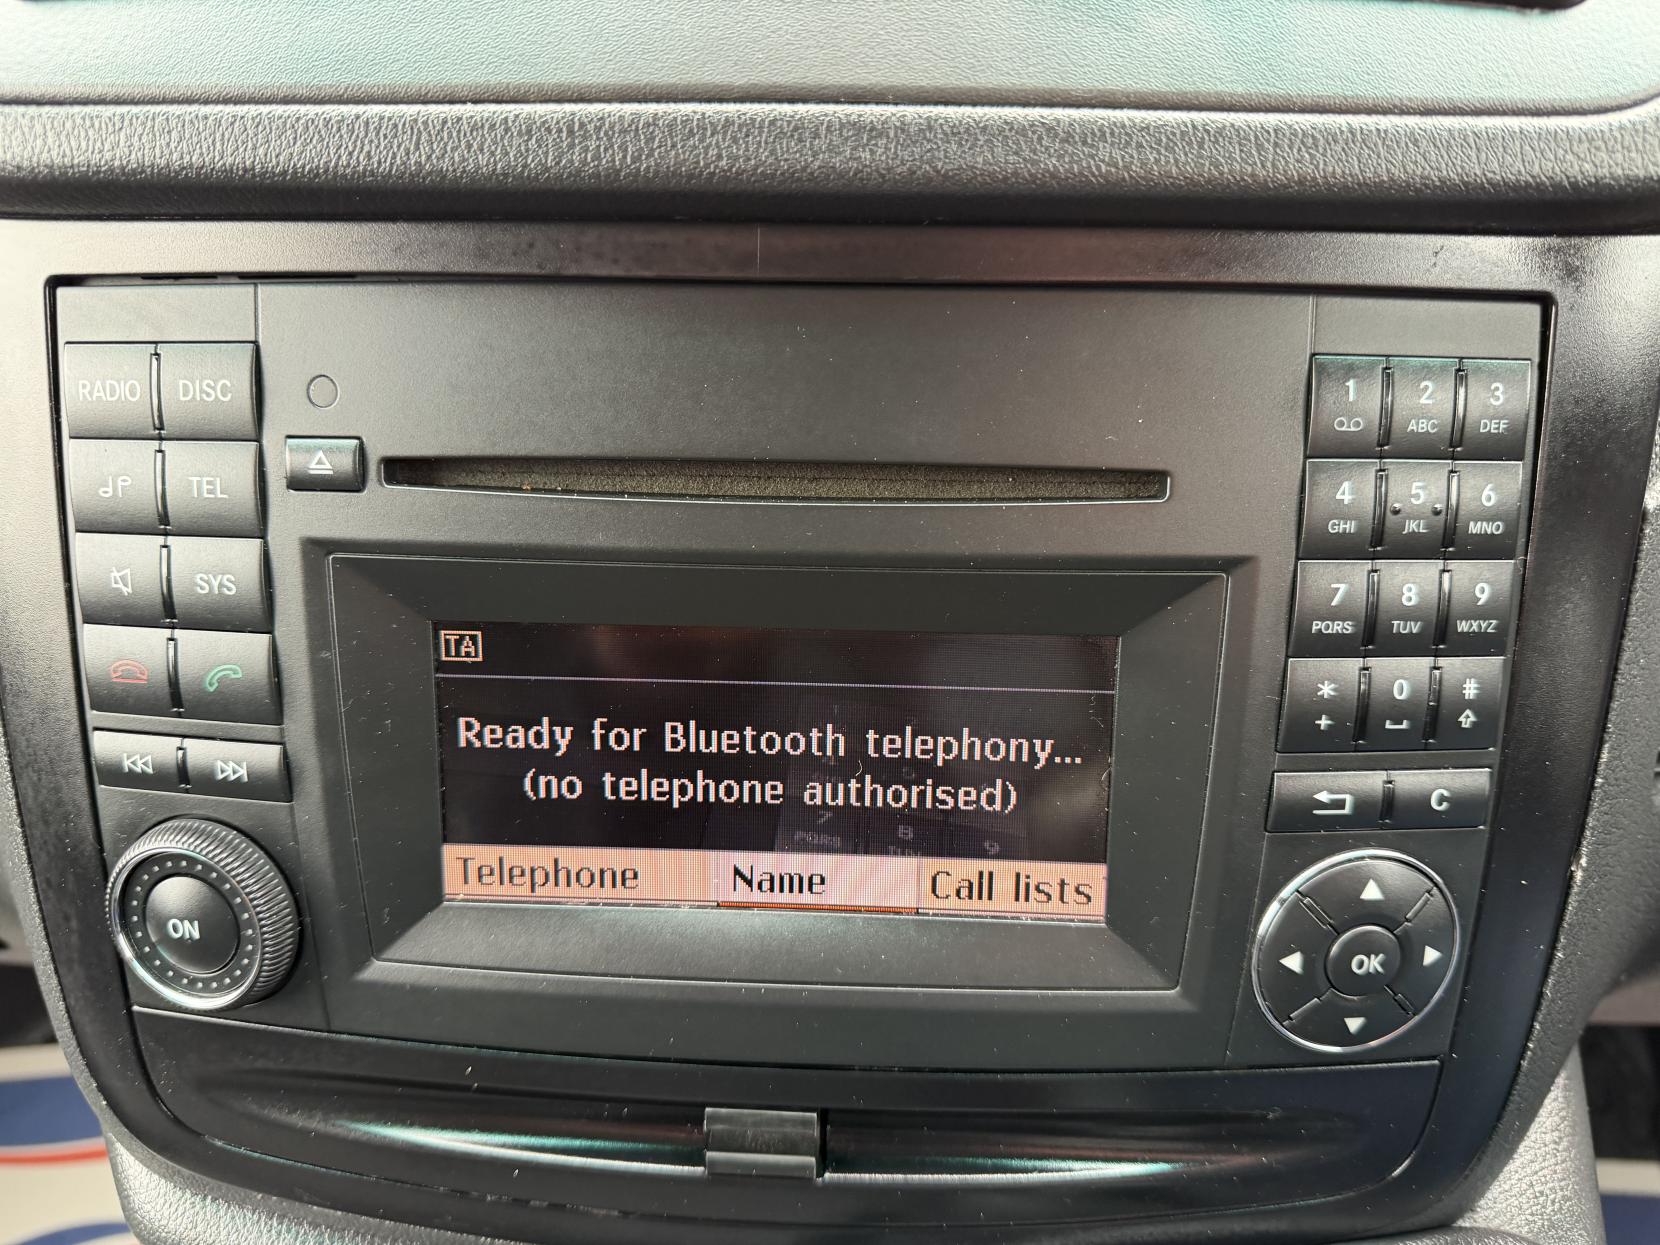 RADIO DISC
TEL
SYS
ON
TA
Ready for Bluetooth telephony...
(no telephone authorised)
Telephone Name Call lists
1 2 3
ABC DEF
4 5 6
GHI JKL MNO
7 8 9
PQRS TUV WXYZ
* 0 #
+
C
OK